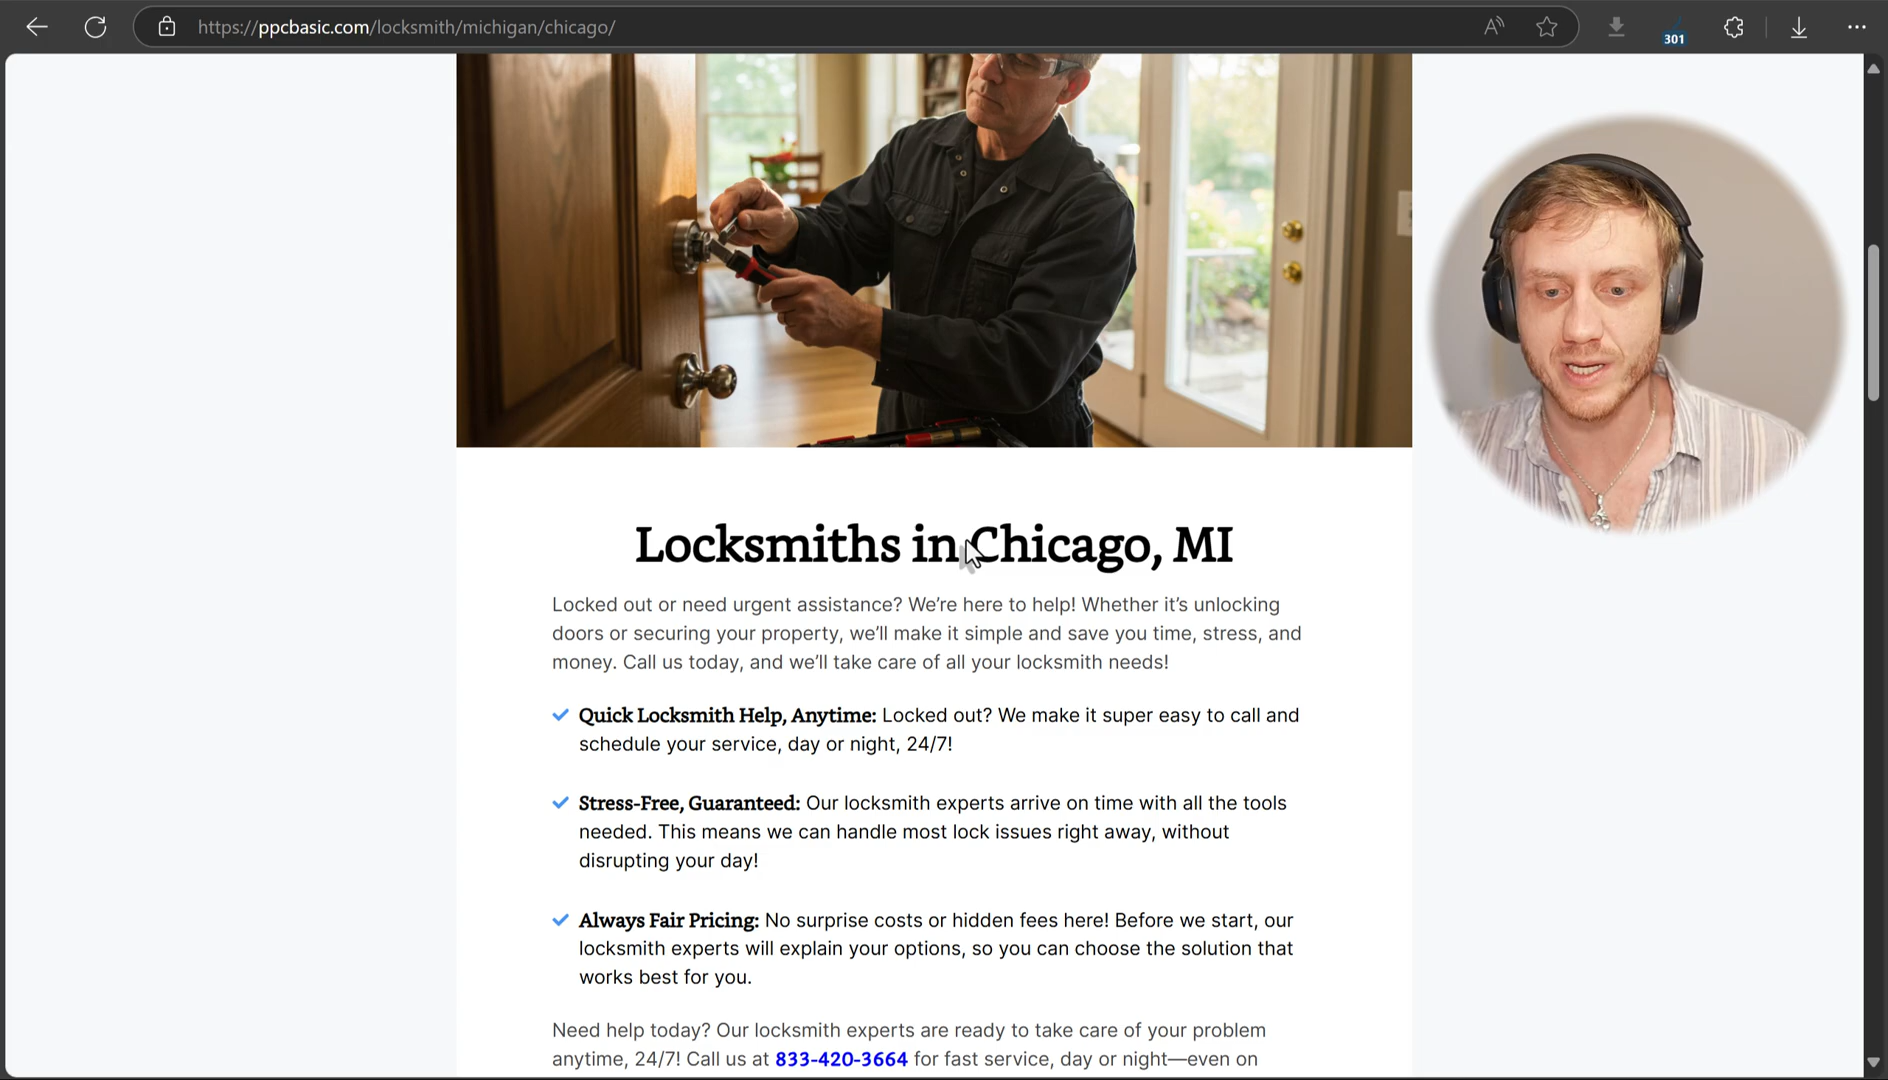 https://ppcbasic.com/locksmith/michigan/chicago/
301
Locksmiths in Chicago, MI
Locked out or need urgent assistance? We're here to help! Whether it's unlocking
doors or securing your property, we'll make it simple and save you time, stress, and
money. Call us today, and we'll take care of all your locksmith needs!
Quick Locksmith Help, Anytime: Locked out? We make it super easy to call and
schedule your service, day or night, 24/7!
Stress-Free, Guaranteed: Our locksmith experts arrive on time with all the tools
needed. This means we can handle most lock issues right away, without
disrupting your day!
Always Fair Pricing: No surprise costs or hidden fees here! Before we start, our
locksmith experts will explain your options, so you can choose the solution that
works best for you.
Need help today? Our locksmith experts are ready to take care of your problem
anytime, 24/7! Call us at 833-420-3664 for fast service, day or night—even on